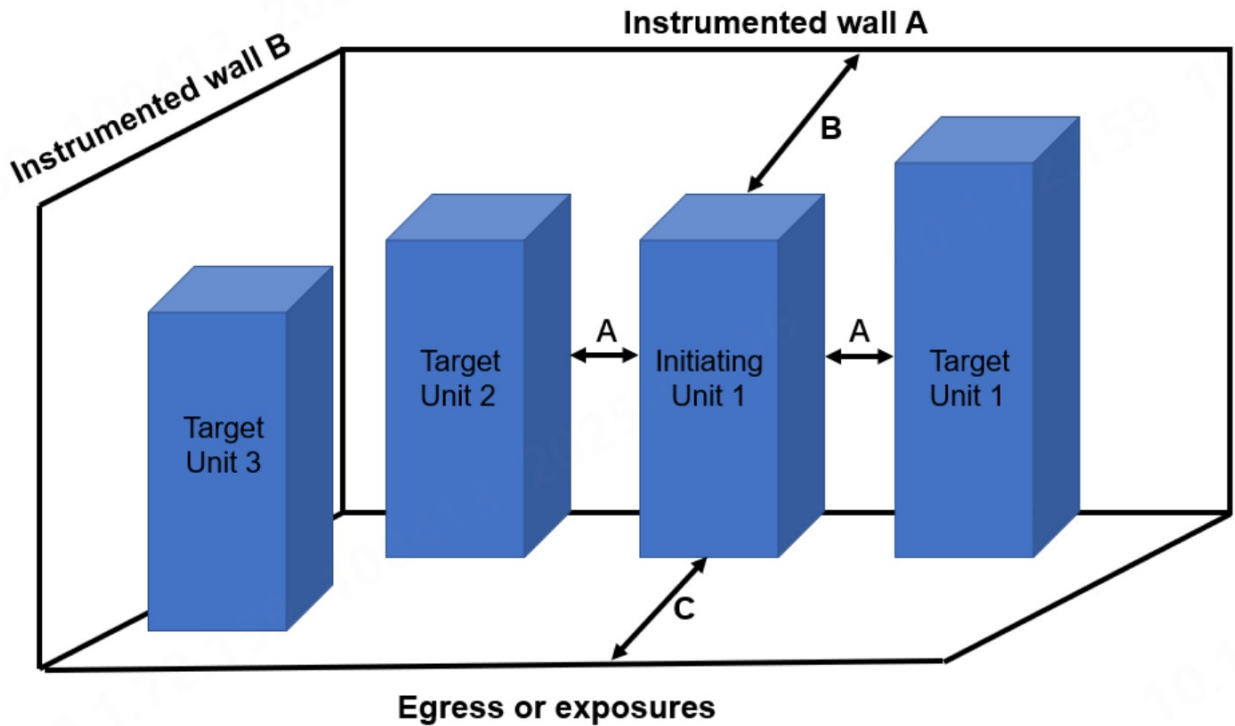 Instrumented wall A
Instrumented wall B
B
Target
Unit 2
A
Initiating
Unit 1
A
Target
Unit 1
Target
Unit 3
C
Egress or exposures